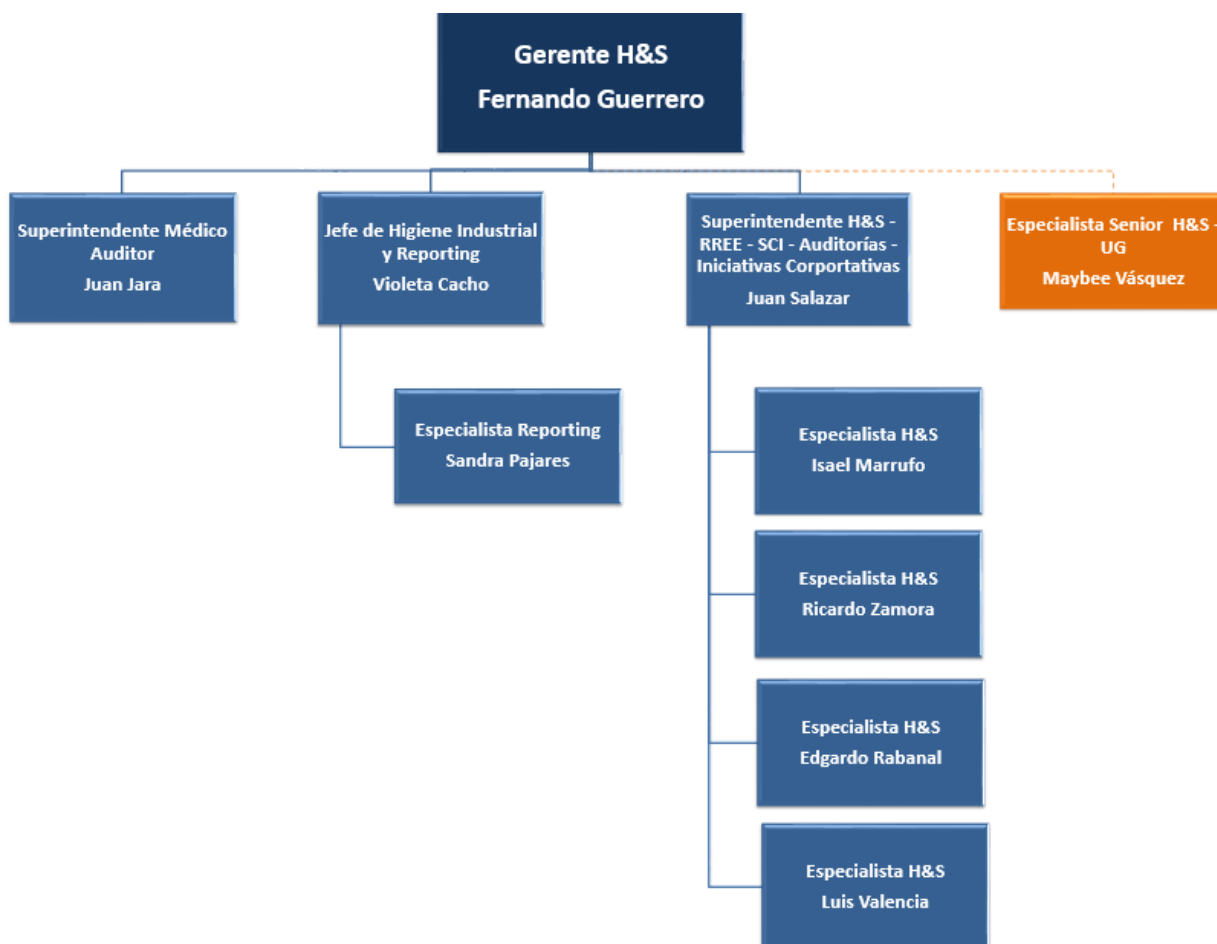 Gerente H&S
Fernando Guerrero
Superintendente Médico
Auditor
Juan Jara
Jefe de Higiene Industrial
y Reporting
Violeta Cacho
Superintendente H&S -
RREE - SCI - Auditorías -
Iniciativas Corportativas
Juan Salazar
Especialista Senior H&S -
UG
Maybee Vásquez
Especialista Reporting
Sandra Pajares
Especialista H&S
Isael Marrufo
Especialista H&S
Ricardo Zamora
Especialista H&S
Edgardo Rabanal
Especialista H&S
Luis Valencia